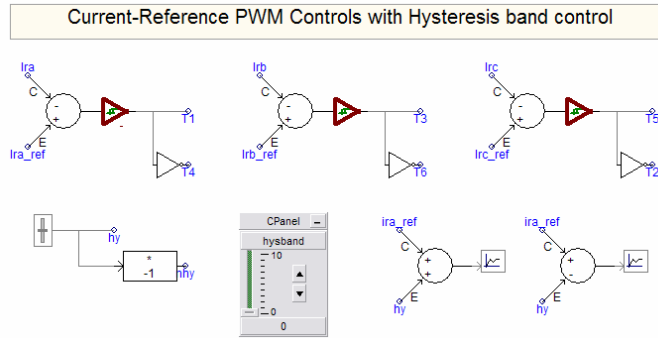 Current-Reference PWM Controls with Hysteresis band control
Ira Irb Irc
C C C
- - -
+ + +
T1 T3 T5
E E E
Ira_ref Irb_ref Irc_ref
T4 T6 T2
hy
*
-1
nhy
CPanel
hysband
10
0
0
ira_ref ira_ref
C C
+ +
+ -
E E
hy hy